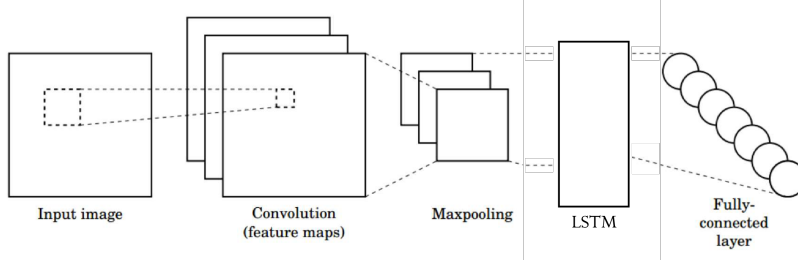 Input image
Convolution
(feature maps)
Maxpooling
LSTM
Fully-
connected
layer